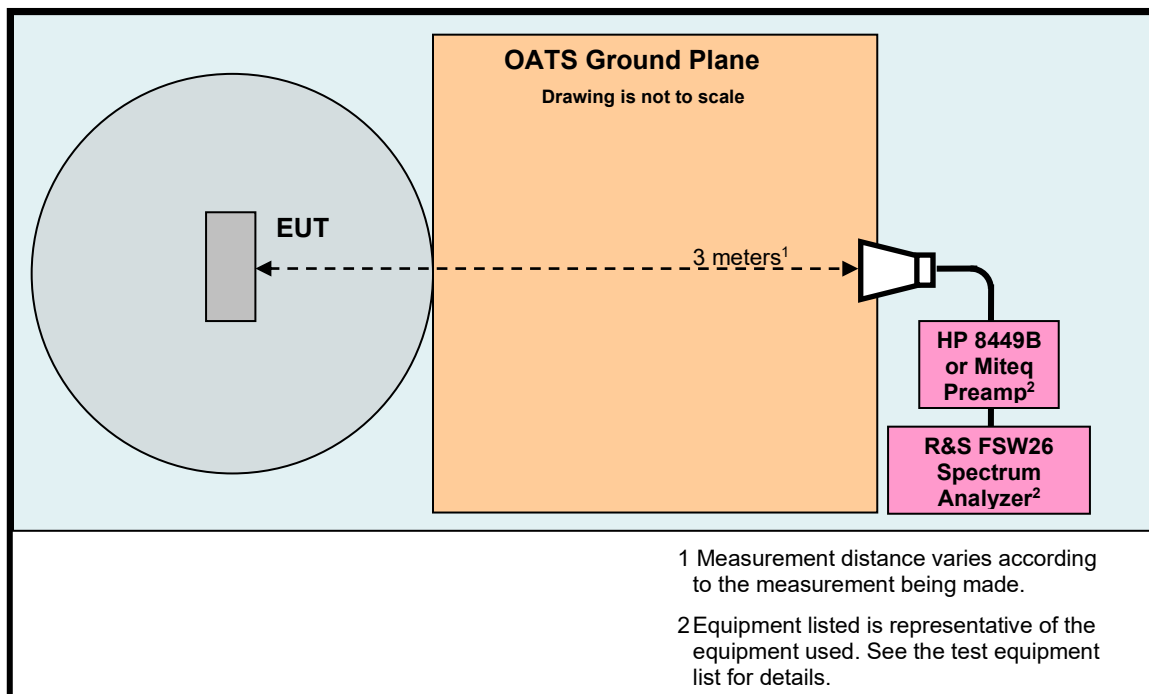 OATS Ground Plane
Drawing is not to scale
EUT
3 meters¹
HP 8449B
or Miteq
Preamp²
R&S FSW26
Spectrum
Analyzer²
1 Measurement distance varies according
to the measurement being made.
2 Equipment listed is representative of the
equipment used. See the test equipment
list for details.